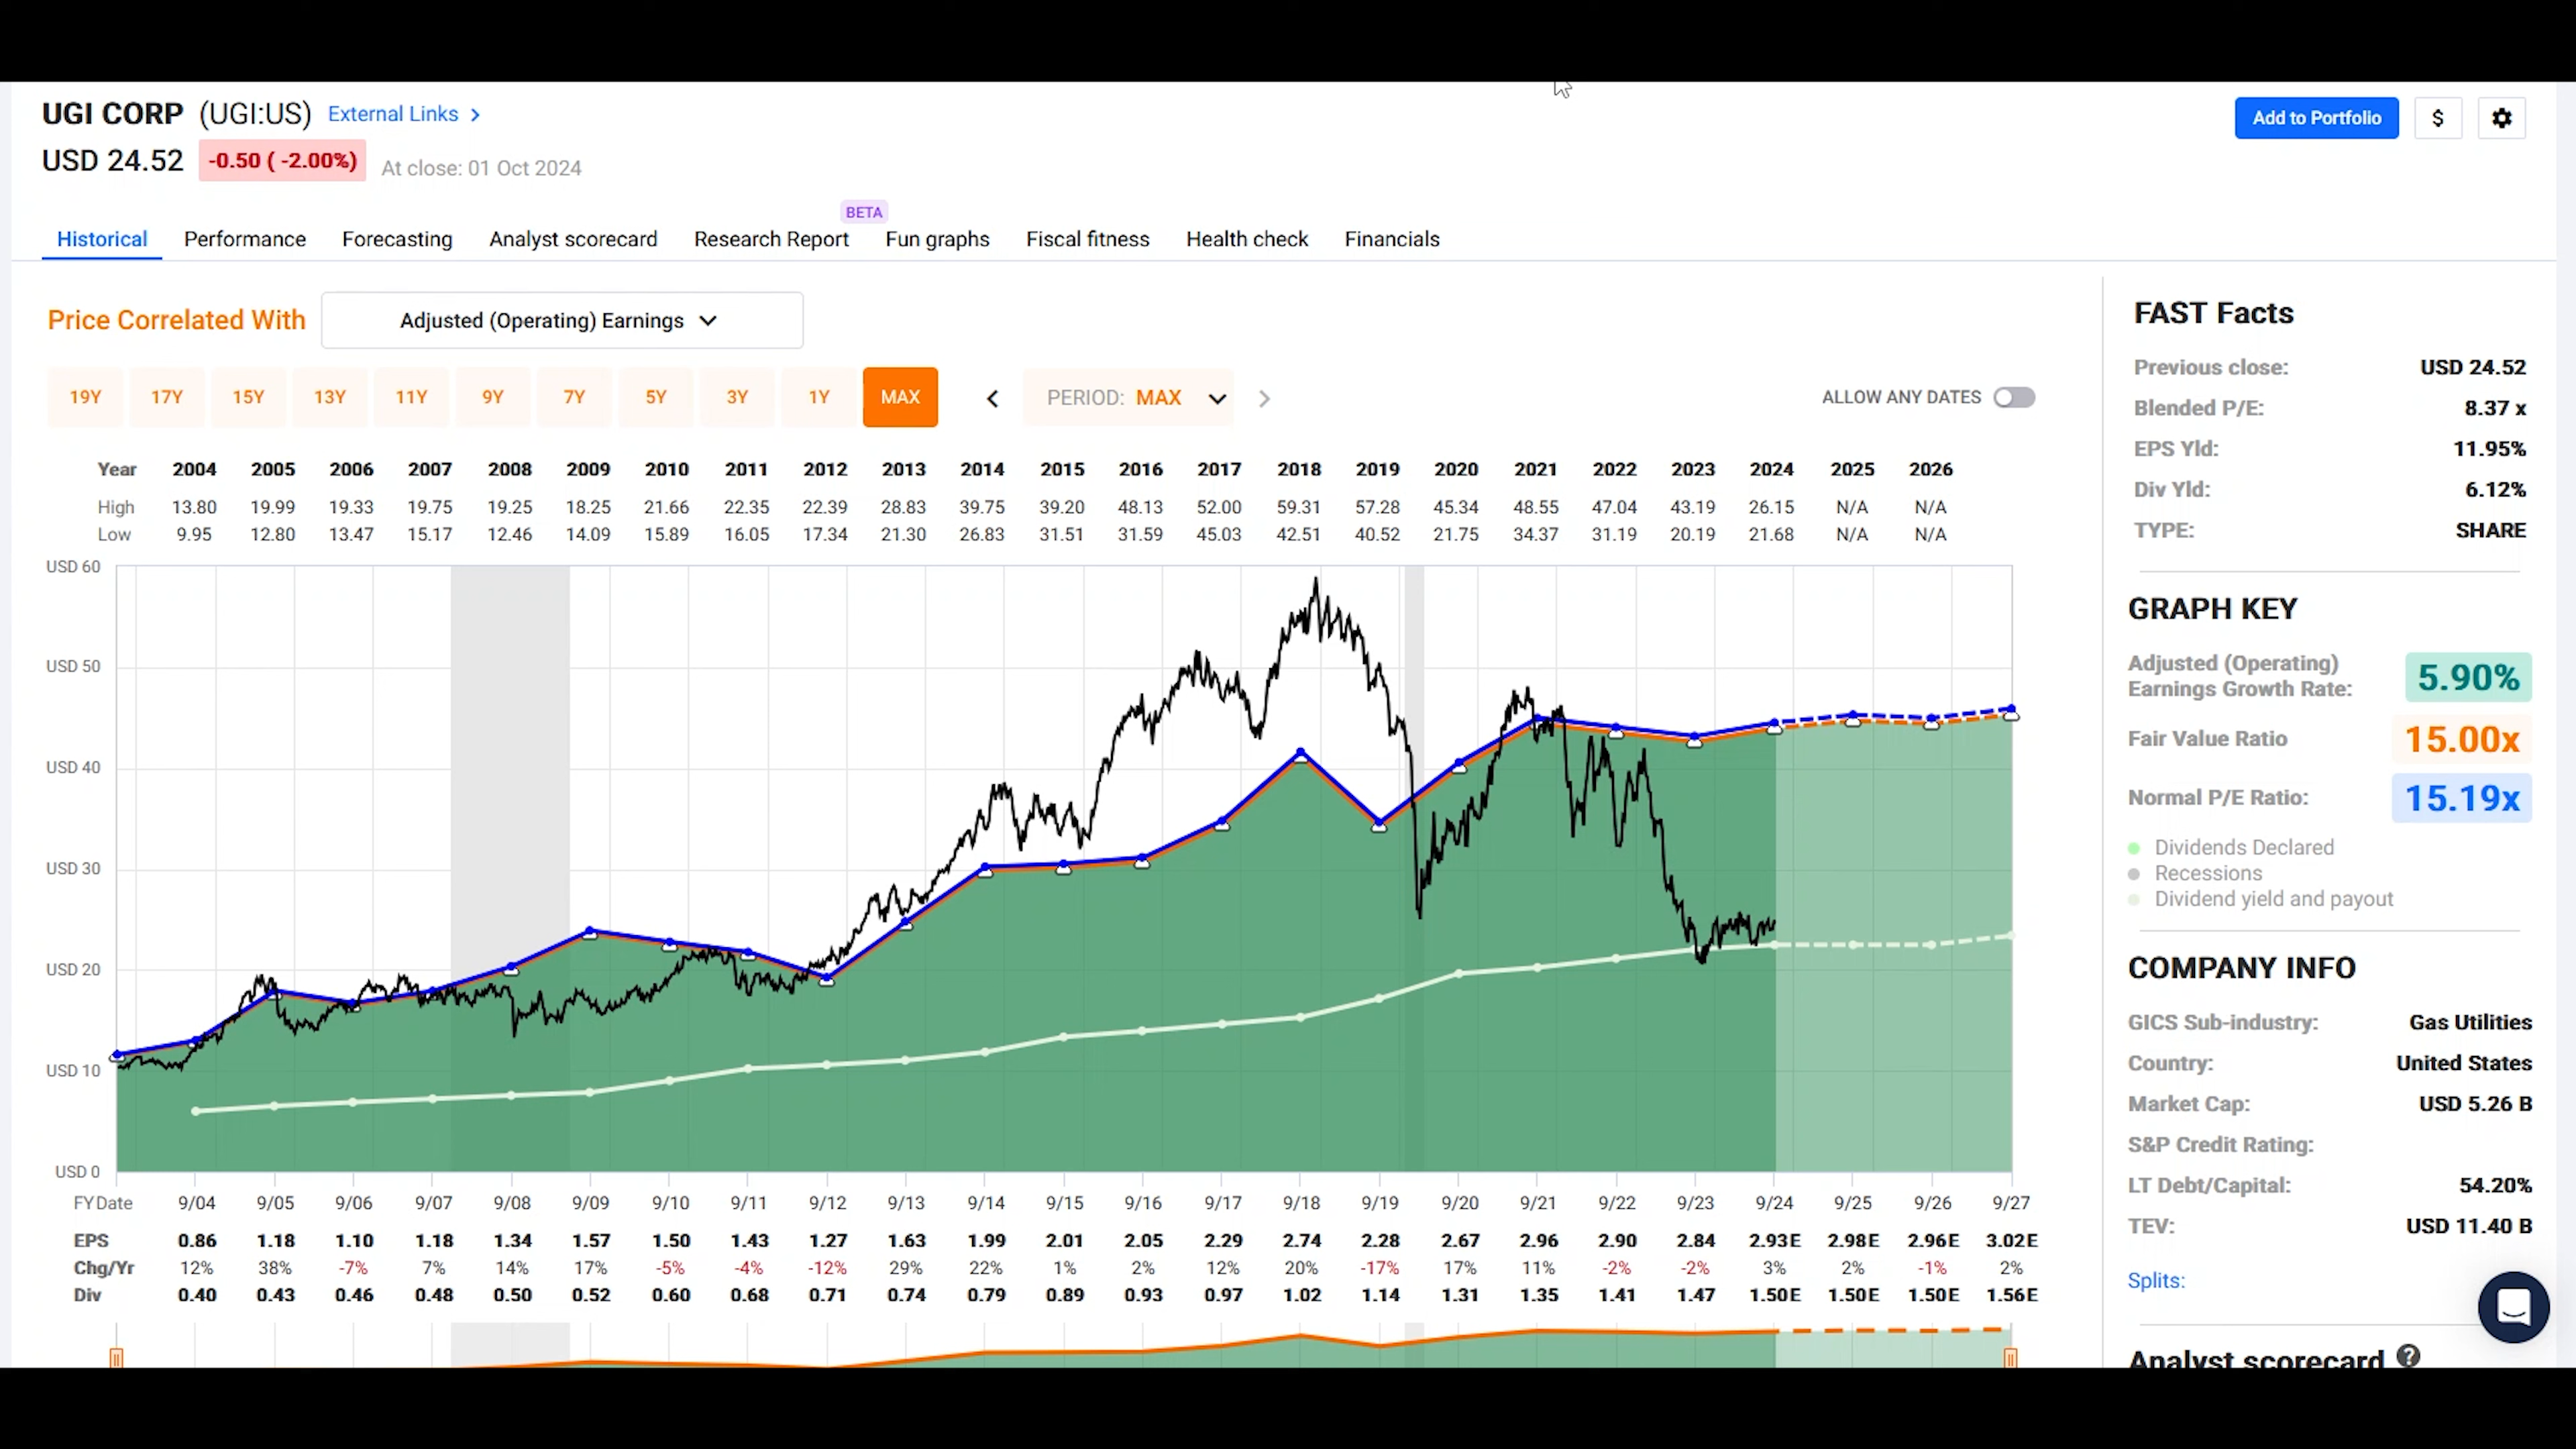 UGI CORP (UGI:US) External Links >
Add to Portfolio $
USD 24.52 -0.50 ( -2.00%) At close: 01 Oct 2024
BETA
Historical Performance Forecasting Analyst scorecard Research Report Fun graphs Fiscal fitness Health check Financials
Price Correlated With Adjusted (Operating) Earnings
19Y 17Y 15Y 13Y 11Y 9Y 7Y 5Y 3Y 1Y MAX PERIOD: MAX ALLOW ANY DATES
Year 2004 2005 2006 2007 2008 2009 2010 2011 2012 2013 2014 2015 2016 2017 2018 2019 2020 2021 2022 2023 2024 2025 2026
High 13.80 19.99 19.33 19.75 19.25 18.25 21.66 22.35 22.39 28.83 39.75 39.20 48.13 52.00 59.31 57.28 45.34 48.55 47.04 43.19 26.15 N/A N/A
Low 9.95 12.80 13.47 15.17 12.46 14.09 15.89 16.05 17.34 21.30 26.83 31.51 31.59 45.03 42.51 40.52 21.75 34.37 31.19 20.19 21.68 N/A N/A
USD 60
USD 50
USD 40
USD 30
USD 20
USD 10
USD 0
FY Date 9/04 9/05 9/06 9/07 9/08 9/09 9/10 9/11 9/12 9/13 9/14 9/15 9/16 9/17 9/18 9/19 9/20 9/21 9/22 9/23 9/24 9/25 9/26 9/27
EPS 0.86 1.18 1.10 1.18 1.34 1.57 1.50 1.43 1.27 1.63 1.99 2.01 2.05 2.29 2.74 2.28 2.67 2.96 2.90 2.84 2.93E 2.98E 2.96E 3.02E
Chg/Yr 12% 38% -7% 7% 14% 17% -5% -4% -12% 29% 22% 1% 2% 12% 20% -17% 17% 11% -2% -2% 3% 2% -1% 2%
Div 0.40 0.43 0.46 0.48 0.50 0.52 0.60 0.68 0.71 0.74 0.79 0.89 0.93 0.97 1.02 1.14 1.31 1.35 1.41 1.47 1.50E 1.50E 1.50E 1.56E
FAST Facts
Previous close: USD 24.52
Blended P/E: 8.37 x
EPS Yld: 11.95%
Div Yld: 6.12%
TYPE: SHARE
GRAPH KEY
Adjusted (Operating)
Earnings Growth Rate: 5.90%
Fair Value Ratio 15.00x
Normal P/E Ratio: 15.19x
Dividends Declared
Recessions
Dividend yield and payout
COMPANY INFO
GICS Sub-industry: Gas Utilities
Country: United States
Market Cap: USD 5.26 B
S&P Credit Rating:
LT Debt/Capital: 54.20%
TEV: USD 11.40 B
Splits:
Analyst scorecard ?